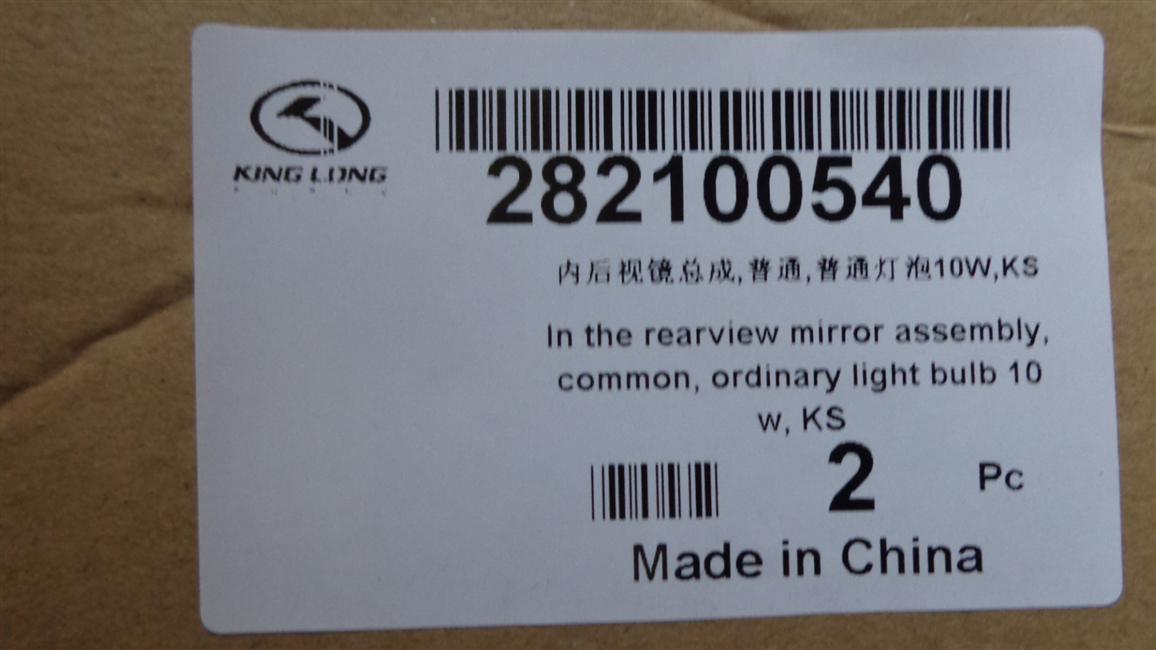 KING LONG
282100540
内后视镜总成,普通,普通灯泡10W,KS
In the rearview mirror assembly,
common, ordinary light bulb 10
w, KS
2 Pc
Made in China